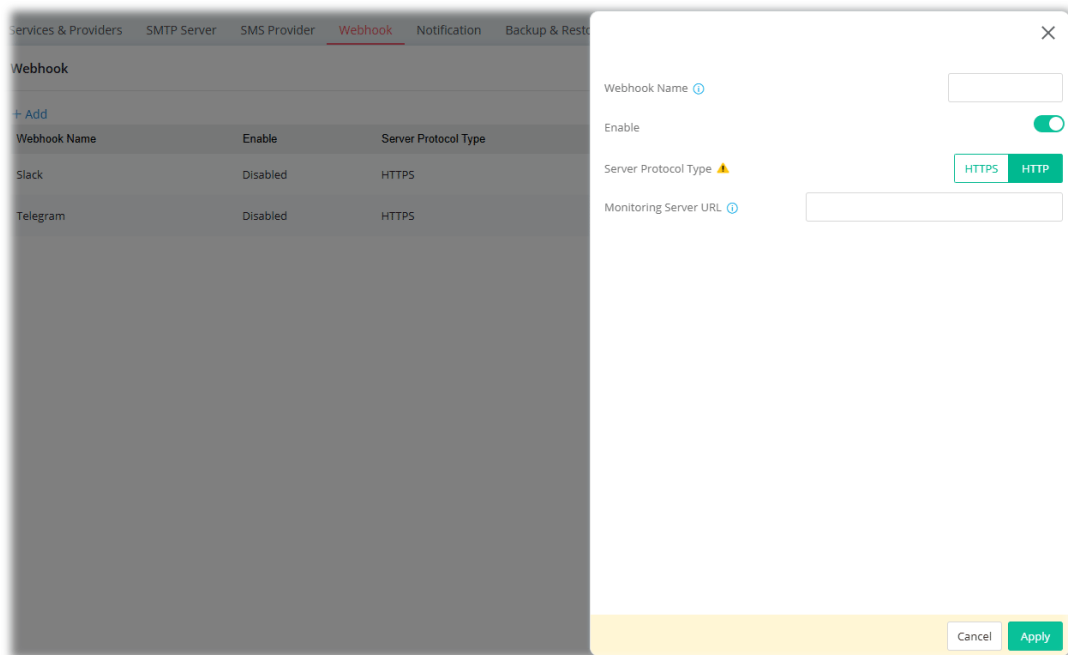 Services & Providers SMTP Server SMS Provider Webhook Notification Backup & Resto
Webhook
+ Add
Webhook Name Enable Server Protocol Type
Slack Disabled HTTPS
Telegram Disabled HTTPS
Webhook Name
Enable
Server Protocol Type HTTPS HTTP
Monitoring Server URL
Cancel Apply